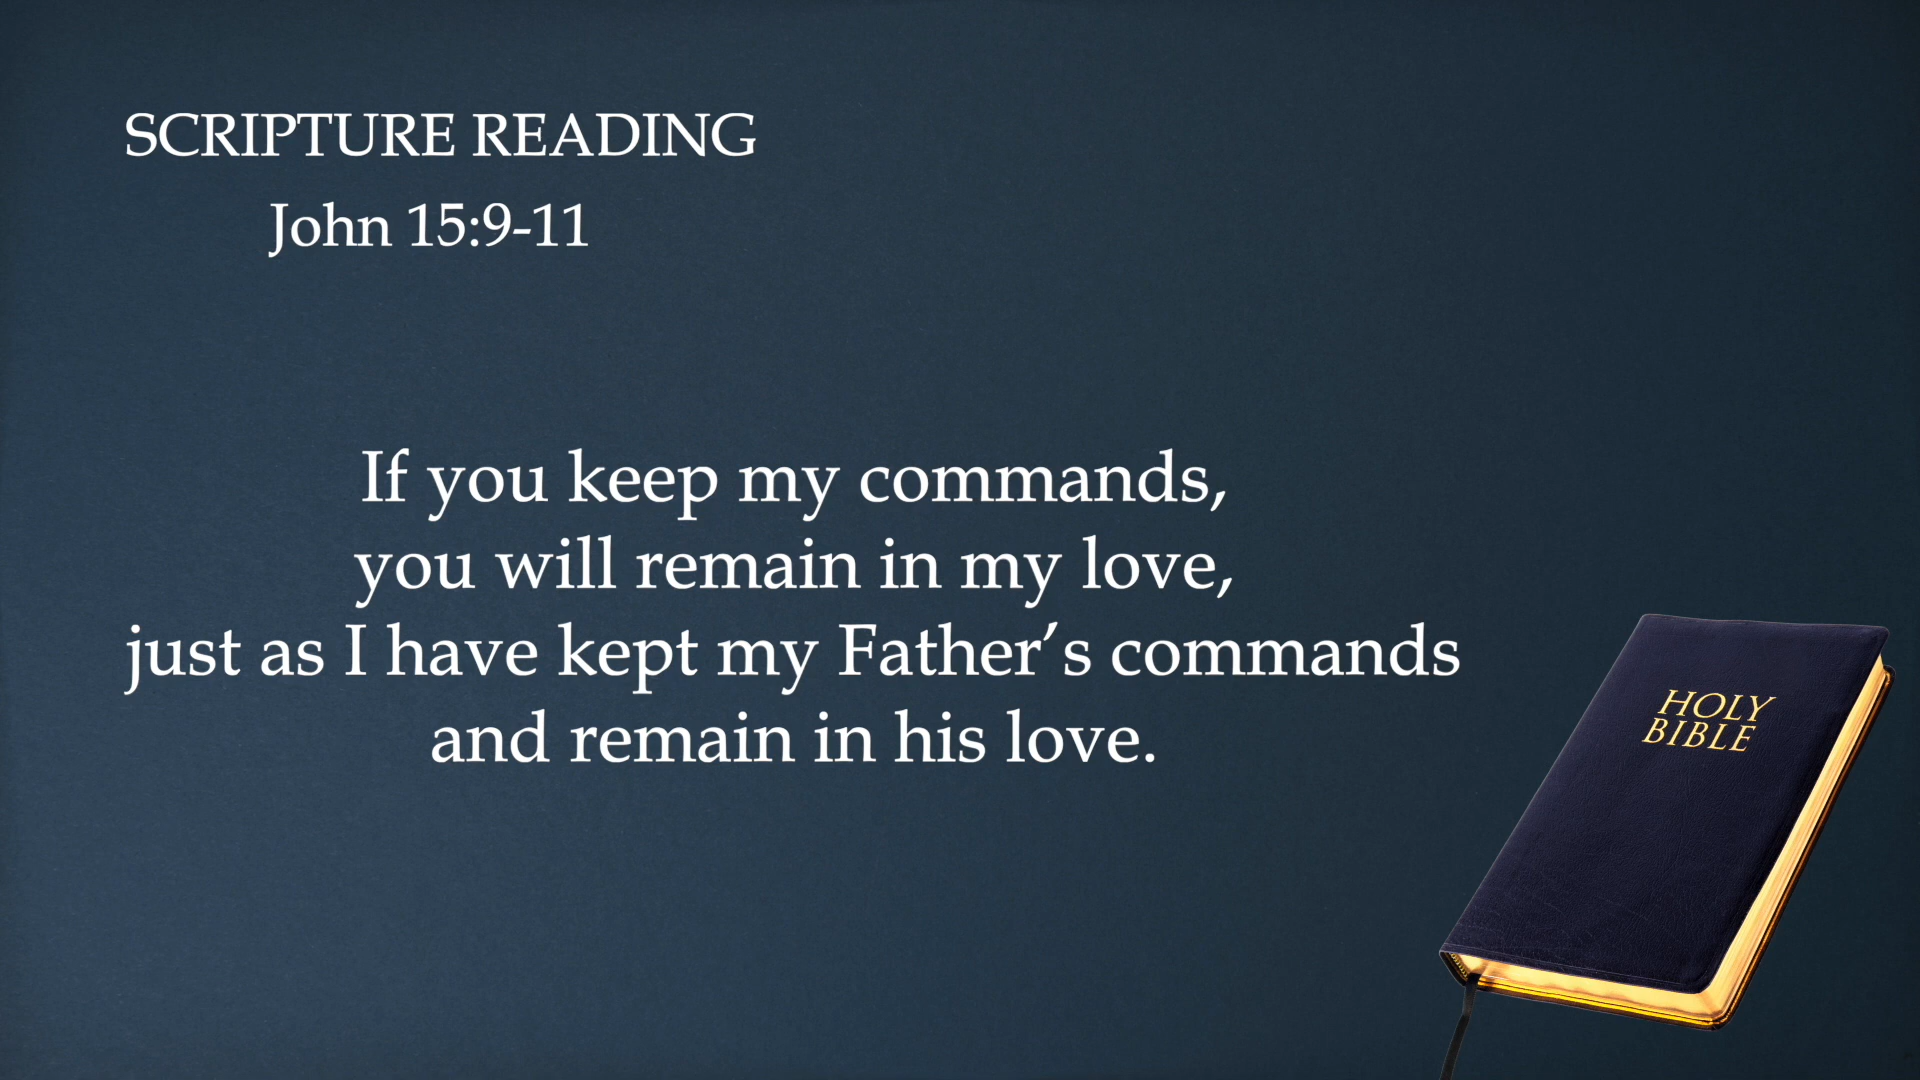 SCRIPTURE READING
John 15:9-11
If you keep my commands,
you will remain in my love,
just as I have kept my Father’s commands
and remain in his love.
HOLY
BIBLE